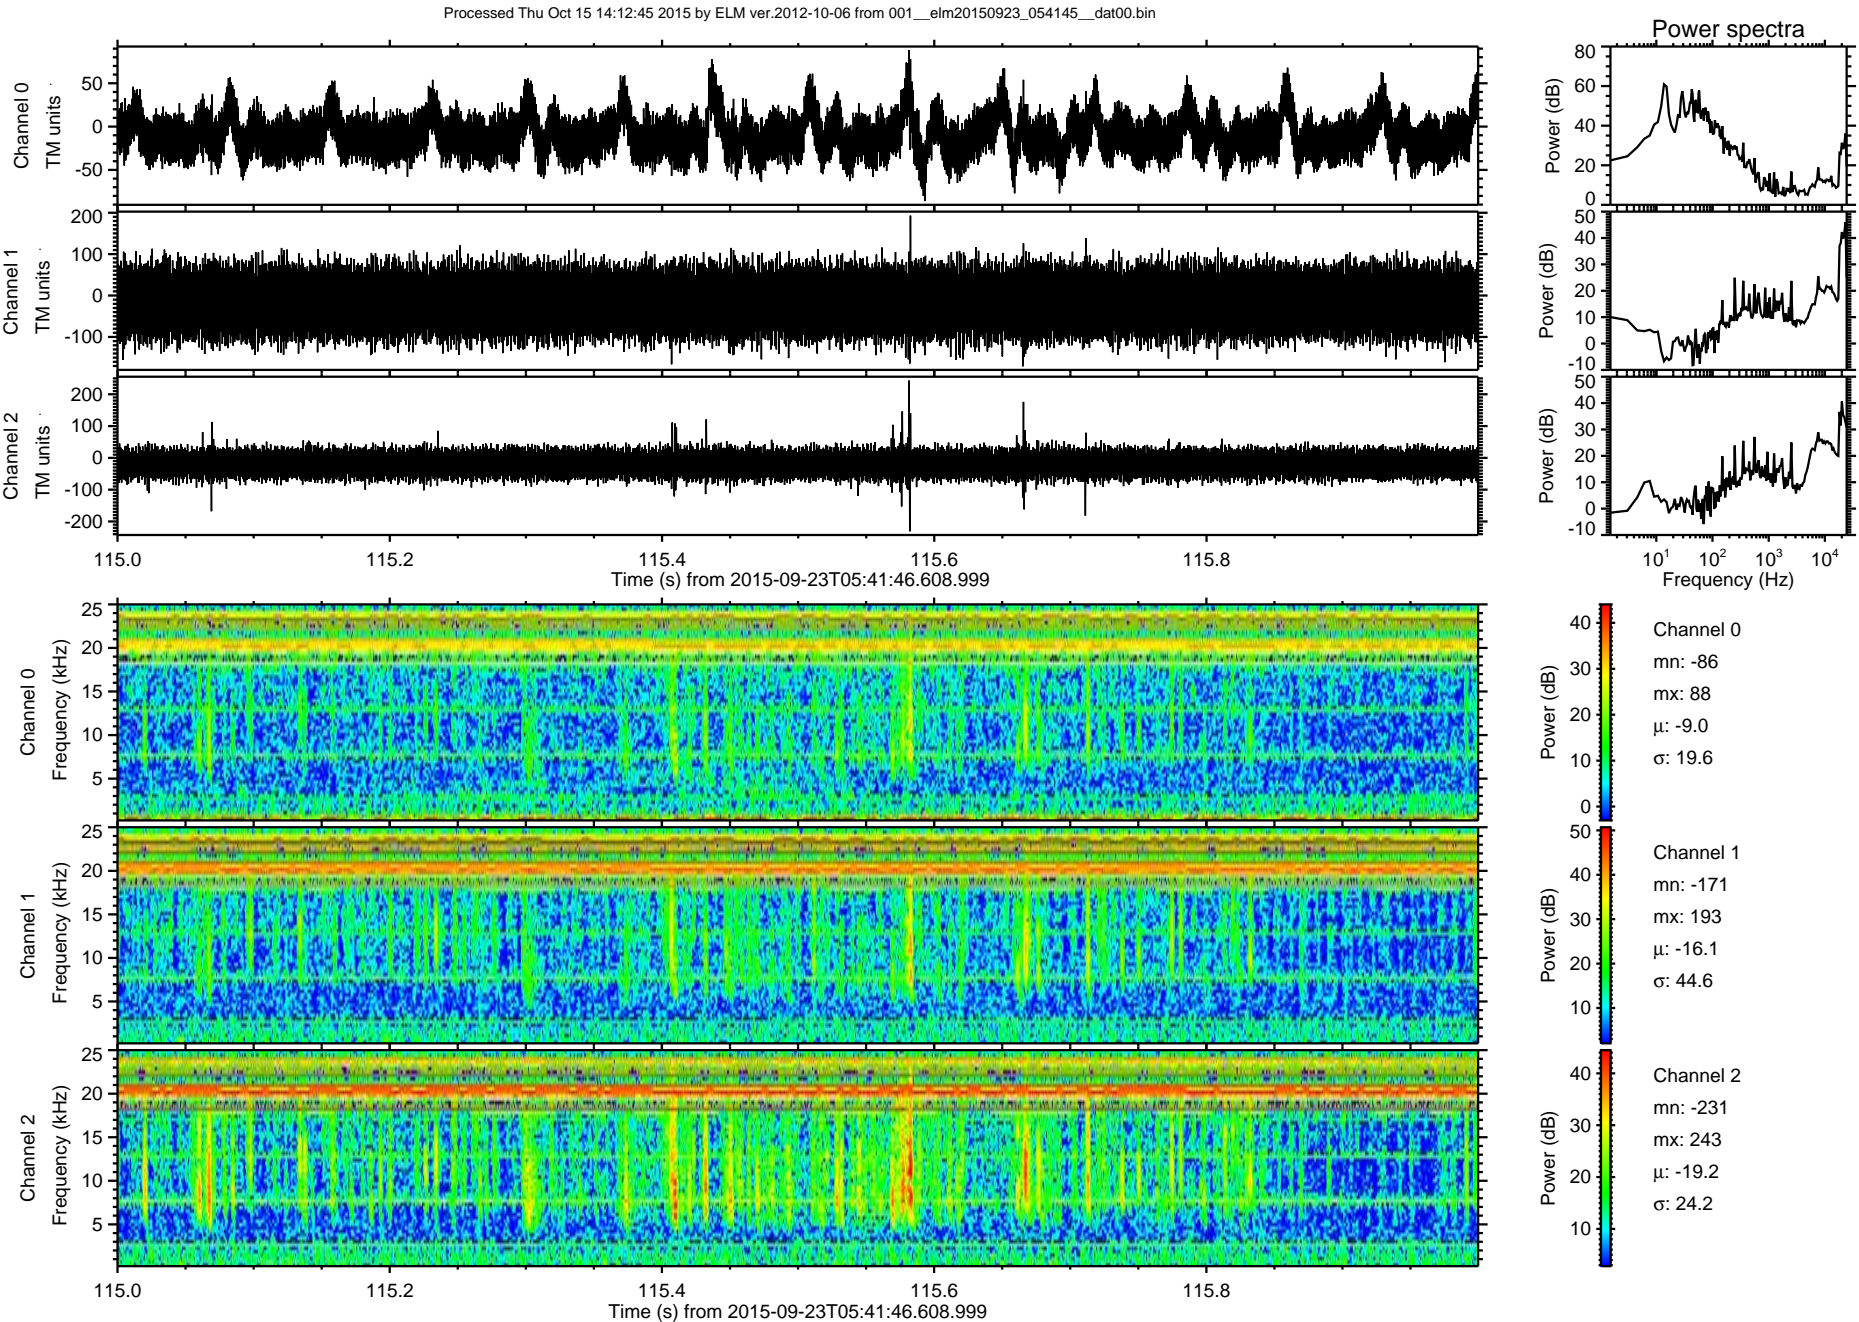 Processed Thu Oct 15 14:12:45 2015 by ELM ver.2012-10-06 from 001__elm20150923_054145__dat00.bin
Power spectra
Channel 0
TM units
50
0
-50
Power (dB)
80
60
40
20
0
Channel 1
TM units
200
100
0
-100
Power (dB)
50
40
30
20
10
0
-10
Channel 2
TM units
200
100
0
-100
-200
Power (dB)
50
40
30
20
10
0
-10
115.0 115.2 115.4 115.6 115.8
Time (s) from 2015-09-23T05:41:46.608.999
10¹ 10² 10³ 10⁴
Frequency (Hz)
Channel 0
Frequency (kHz)
25
20
15
10
5
Power (dB)
40
30
20
10
0
Channel 0
mn: -86
mx: 88
μ: -9.0
σ: 19.6
Channel 1
Frequency (kHz)
25
20
15
10
5
Power (dB)
50
40
30
20
10
Channel 1
mn: -171
mx: 193
μ: -16.1
σ: 44.6
Channel 2
Frequency (kHz)
25
20
15
10
5
Power (dB)
40
30
20
10
Channel 2
mn: -231
mx: 243
μ: -19.2
σ: 24.2
115.0 115.2 115.4 115.6 115.8
Time (s) from 2015-09-23T05:41:46.608.999